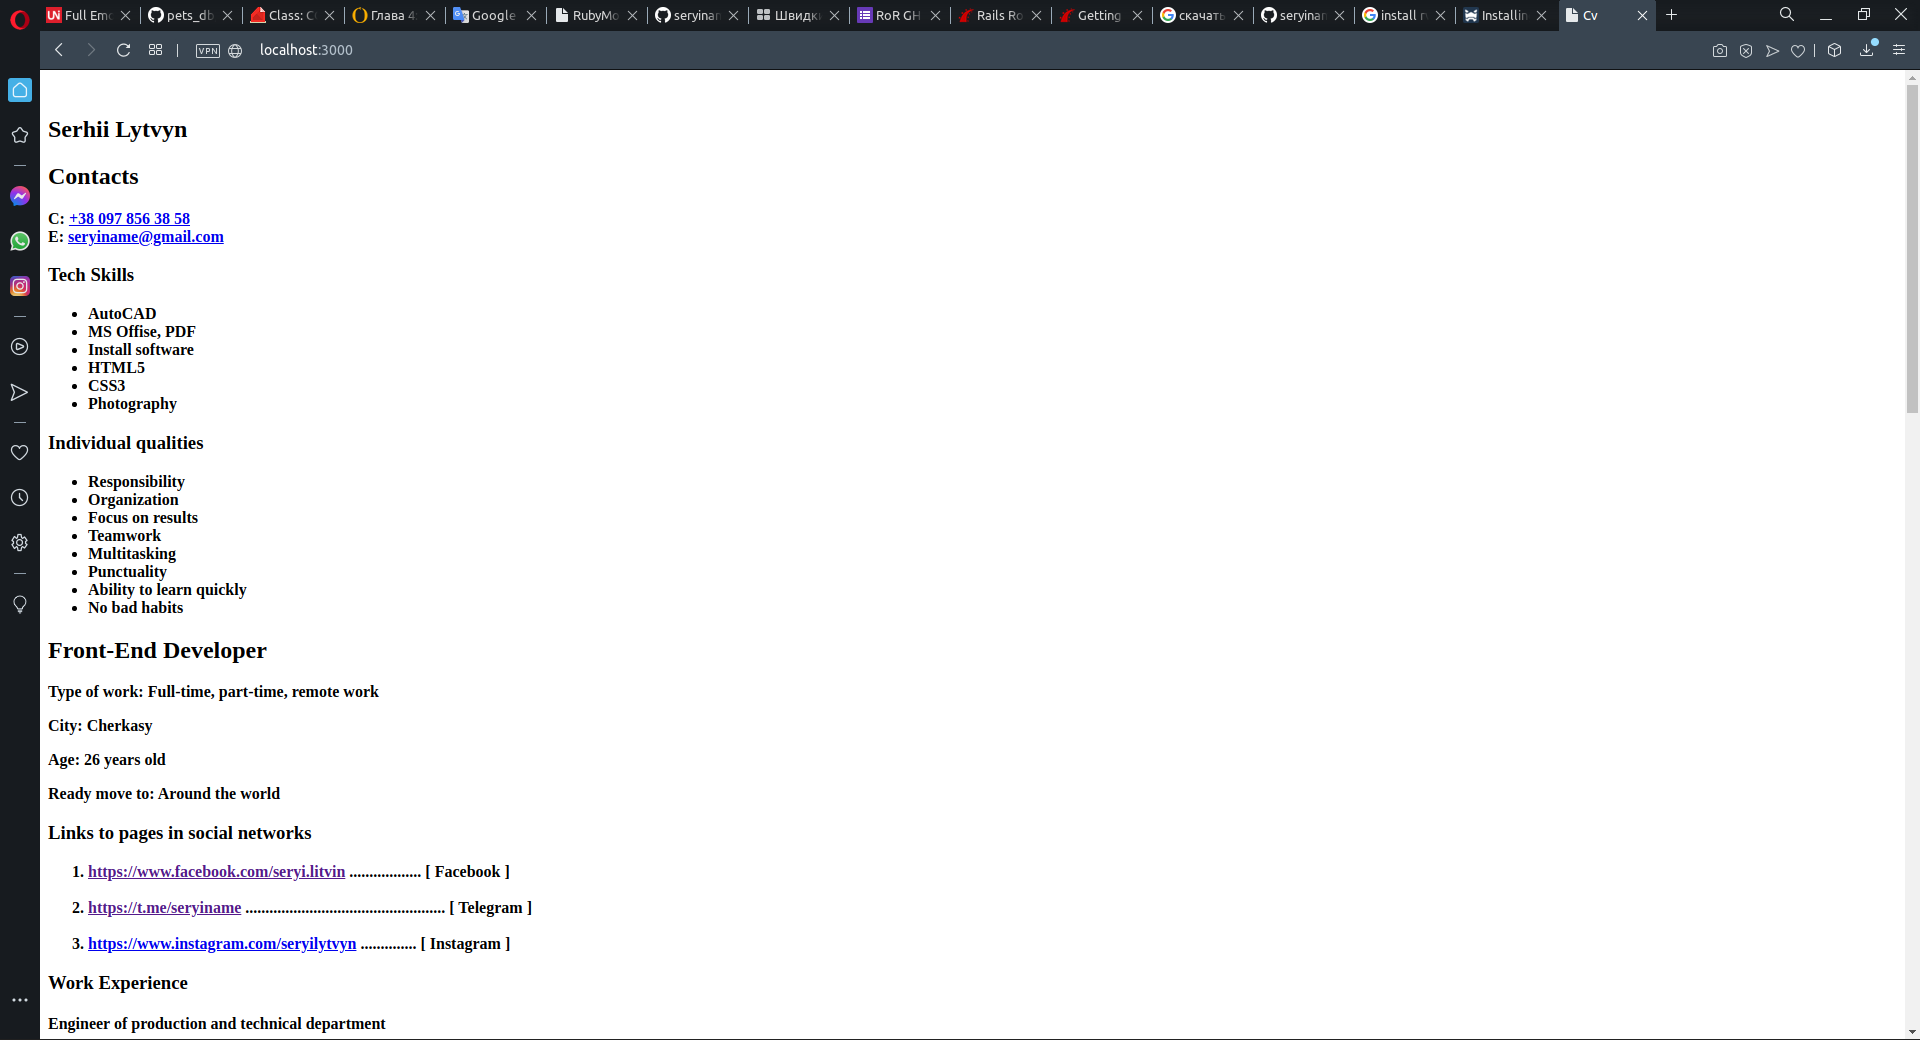 Full Emo
pets_db
Class: C
Глава 4
Google
RubyMo
seryinam
Швидки
RoR GH
Rails Ro
Getting
скачать
seryinam
install r
Installin
Cv
VPN
localhost:3000
Serhii Lytvyn
Contacts
C: +38 097 856 38 58
E: seryiname@gmail.com
Tech Skills
AutoCAD
MS Offise, PDF
Install software
HTML5
CSS3
Photography
Individual qualities
Responsibility
Organization
Focus on results
Teamwork
Multitasking
Punctuality
Ability to learn quickly
No bad habits
Front-End Developer
Type of work: Full-time, part-time, remote work
City: Cherkasy
Age: 26 years old
Ready move to: Around the world
Links to pages in social networks
1. https://www.facebook.com/seryi.litvin .................. [ Facebook ]
2. https://t.me/seryiname .................................................. [ Telegram ]
3. https://www.instagram.com/seryilytvyn .............. [ Instagram ]
Work Experience
Engineer of production and technical department